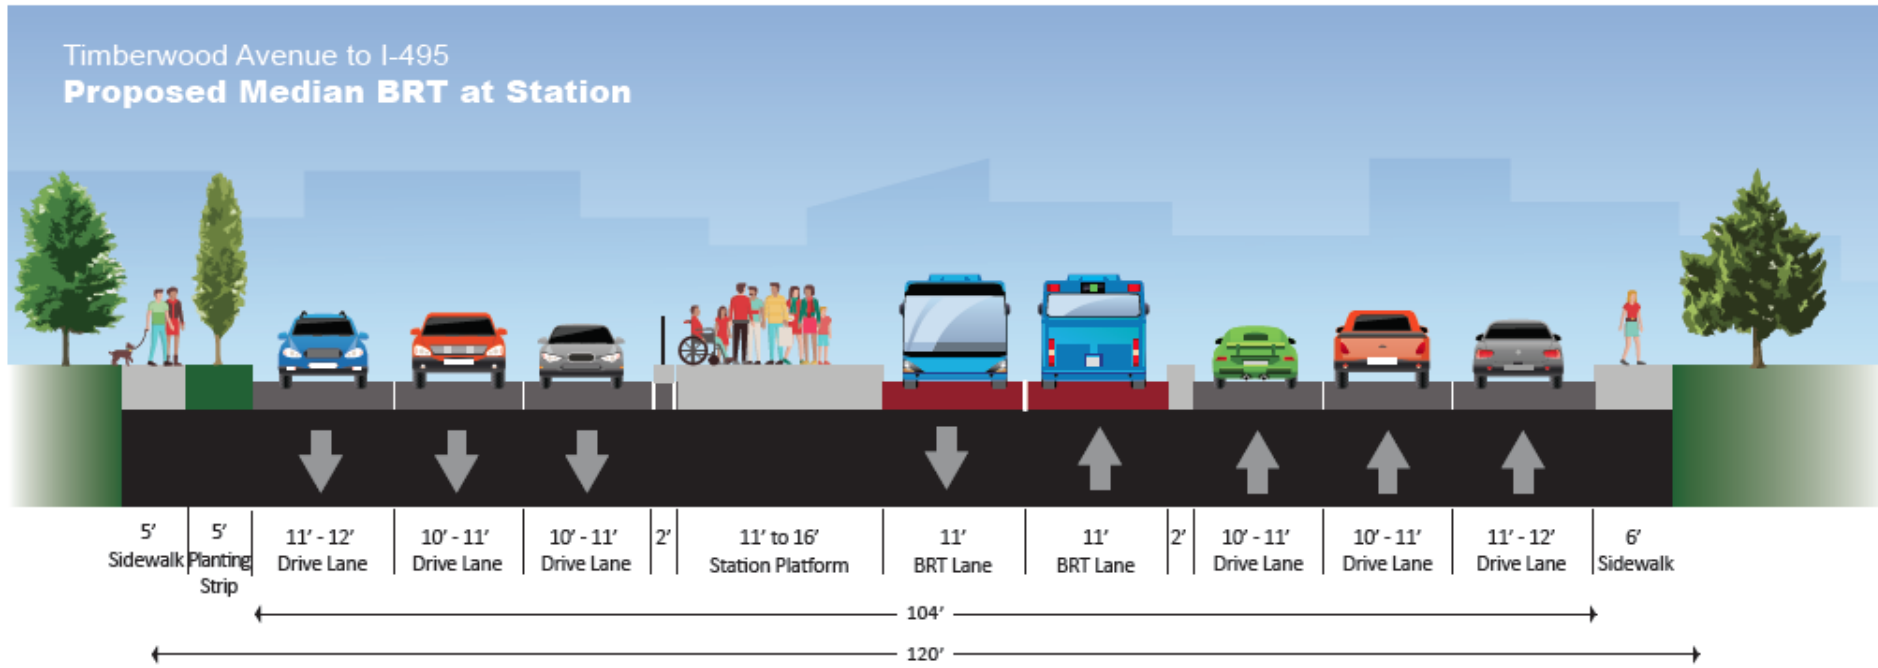 Timberwood Avenue to I-495
Proposed Median BRT at Station
5'
Sidewalk
5'
Planting
Strip
11' - 12'
Drive Lane
10' - 11'
Drive Lane
10' - 11'
Drive Lane
2'
11' to 16'
Station Platform
11'
BRT Lane
11'
BRT Lane
2'
10' - 11'
Drive Lane
10' - 11'
Drive Lane
11' - 12'
Drive Lane
6'
Sidewalk
104'
120'